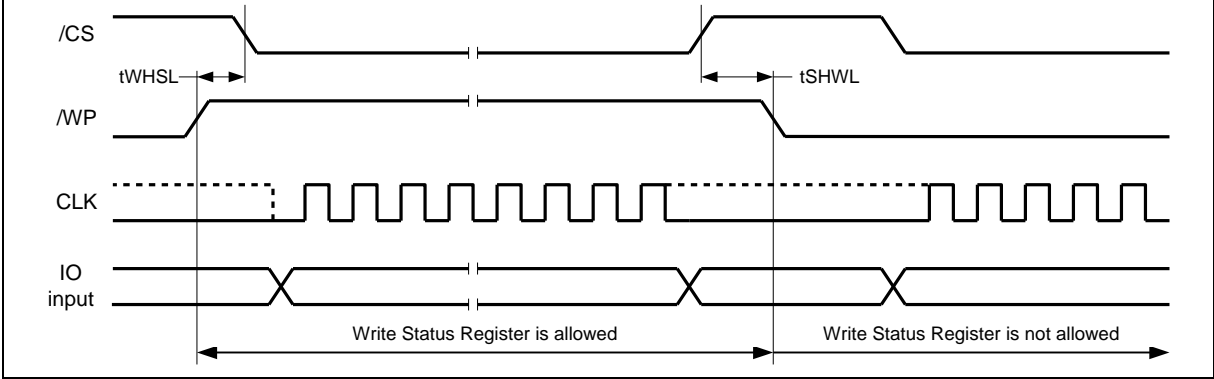 /CS
tWHSL
tSHWL
/WP
CLK
IO
input
Write Status Register is allowed
Write Status Register is not allowed